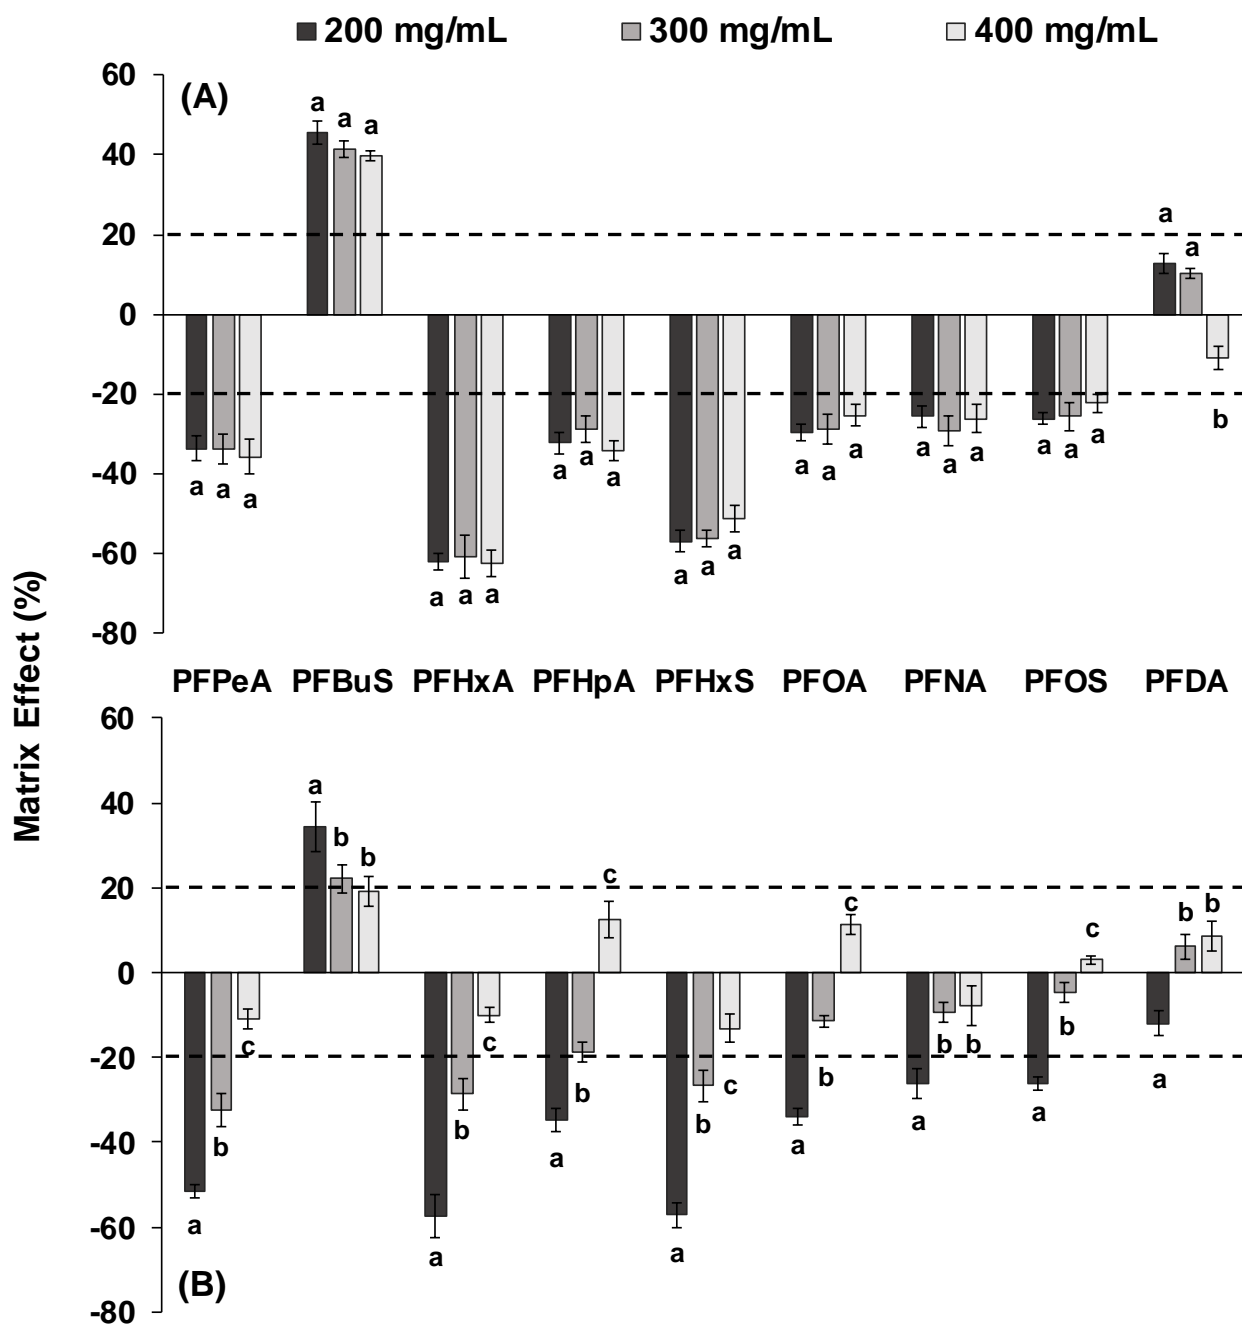 200 mg/mL 300 mg/mL 400 mg/mL
Matrix Effect (%)
(A)
60
40
20
0
-20
-40
-60
-80
a a a
a a
a a a
a a a
a a a
a a a
a a a
a a a
a a a
b
PFPeA PFBuS PFHxA PFHpA PFHxS PFOA PFNA PFOS PFDA
60
40
20
0
-20
-40
-60
-80
a b b
c c c b b
c b b c b b b
b b c
a a a a a a a a
(B)